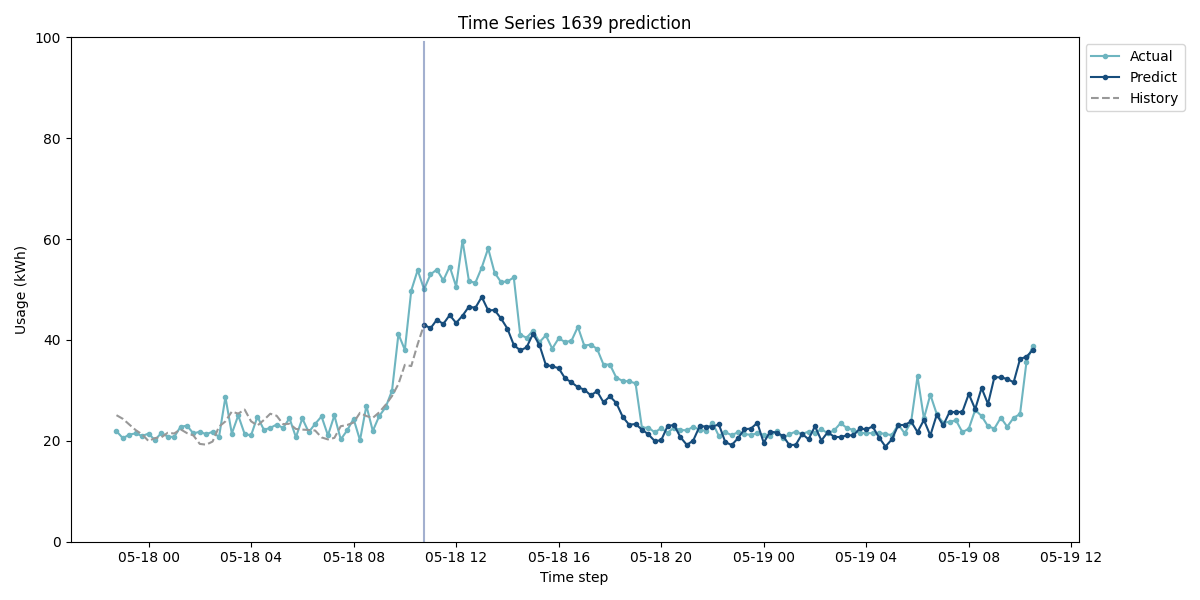 Time Series 1639 prediction
100
80
60
40
20
0
Usage (kWh)
05-18 00
05-18 04
05-18 08
05-18 12
05-18 16
05-18 20
05-19 00
05-19 04
05-19 08
05-19 12
Time step
Actual
Predict
History